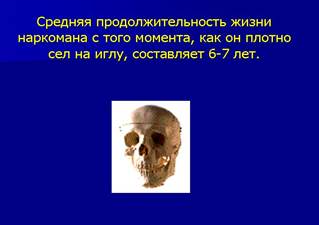 Средняя продолжительность жизни
наркомана с того момента, как он плотно
сел на иглу, составляет 6-7 лет.